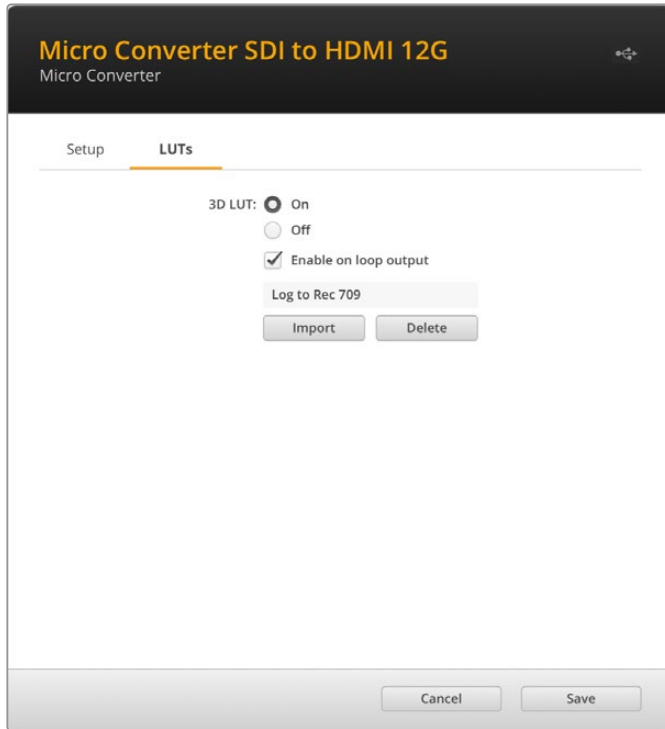 Micro Converter SDI to HDMI 12G
Micro Converter
Setup LUTs
3D LUT: On
Off
Enable on loop output
Log to Rec 709
Import Delete
Cancel Save